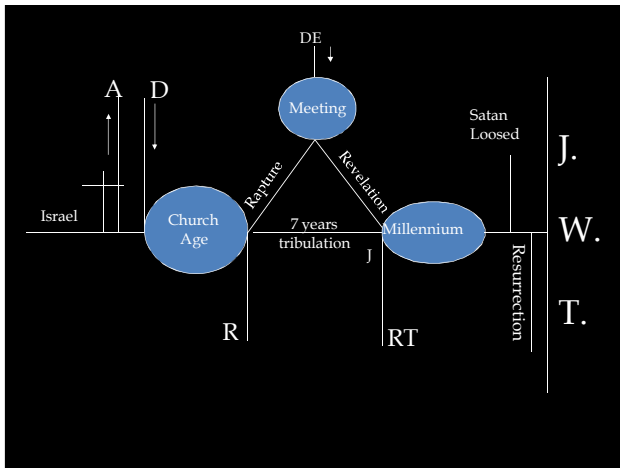 DE
A D
Meeting
Satan
Loosed
J.
Rapture
Revelation
Israel
Church
Age
7 years
tribulation
Millennium
W.
J
Resurrection
T.
R
RT